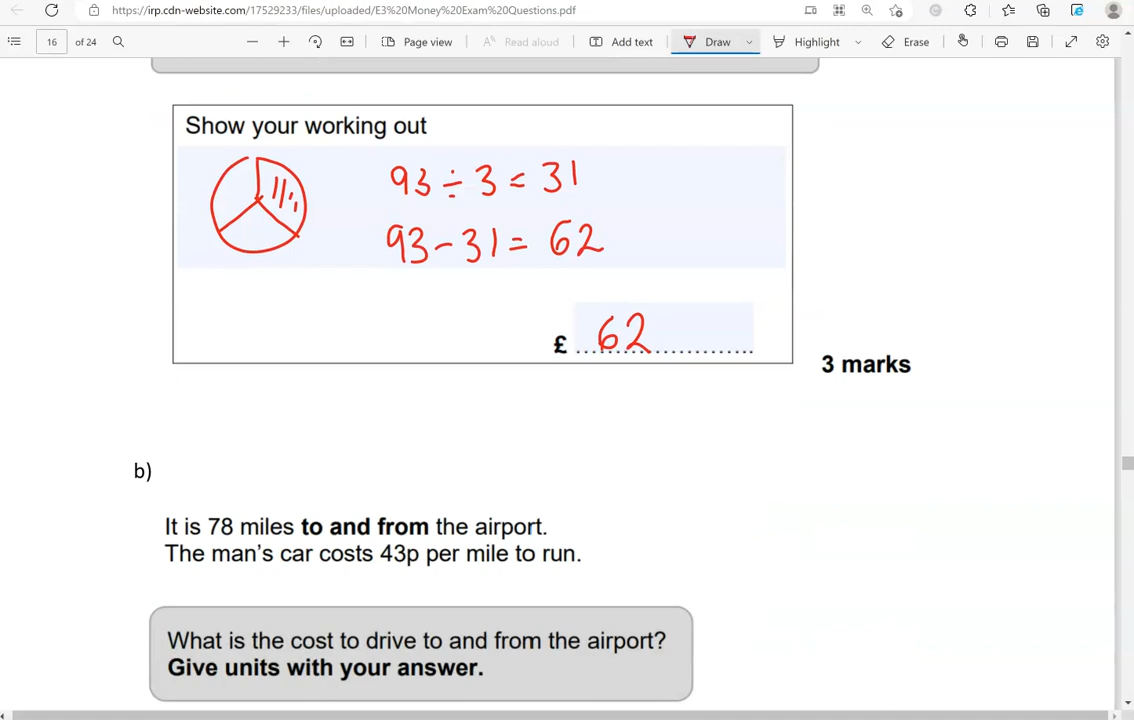 https://irp.cdn-website.com/17529233/files/uploaded/E3%20Money%20Exam%20Questions.pdf
16 of 24 Page view Read aloud Add text Draw Highlight Erase
Show your working out
93 ÷ 3 = 31
93 - 31 = 62
£ 62
3 marks
b)
It is 78 miles to and from the airport.
The man's car costs 43p per mile to run.
What is the cost to drive to and from the airport?
Give units with your answer.